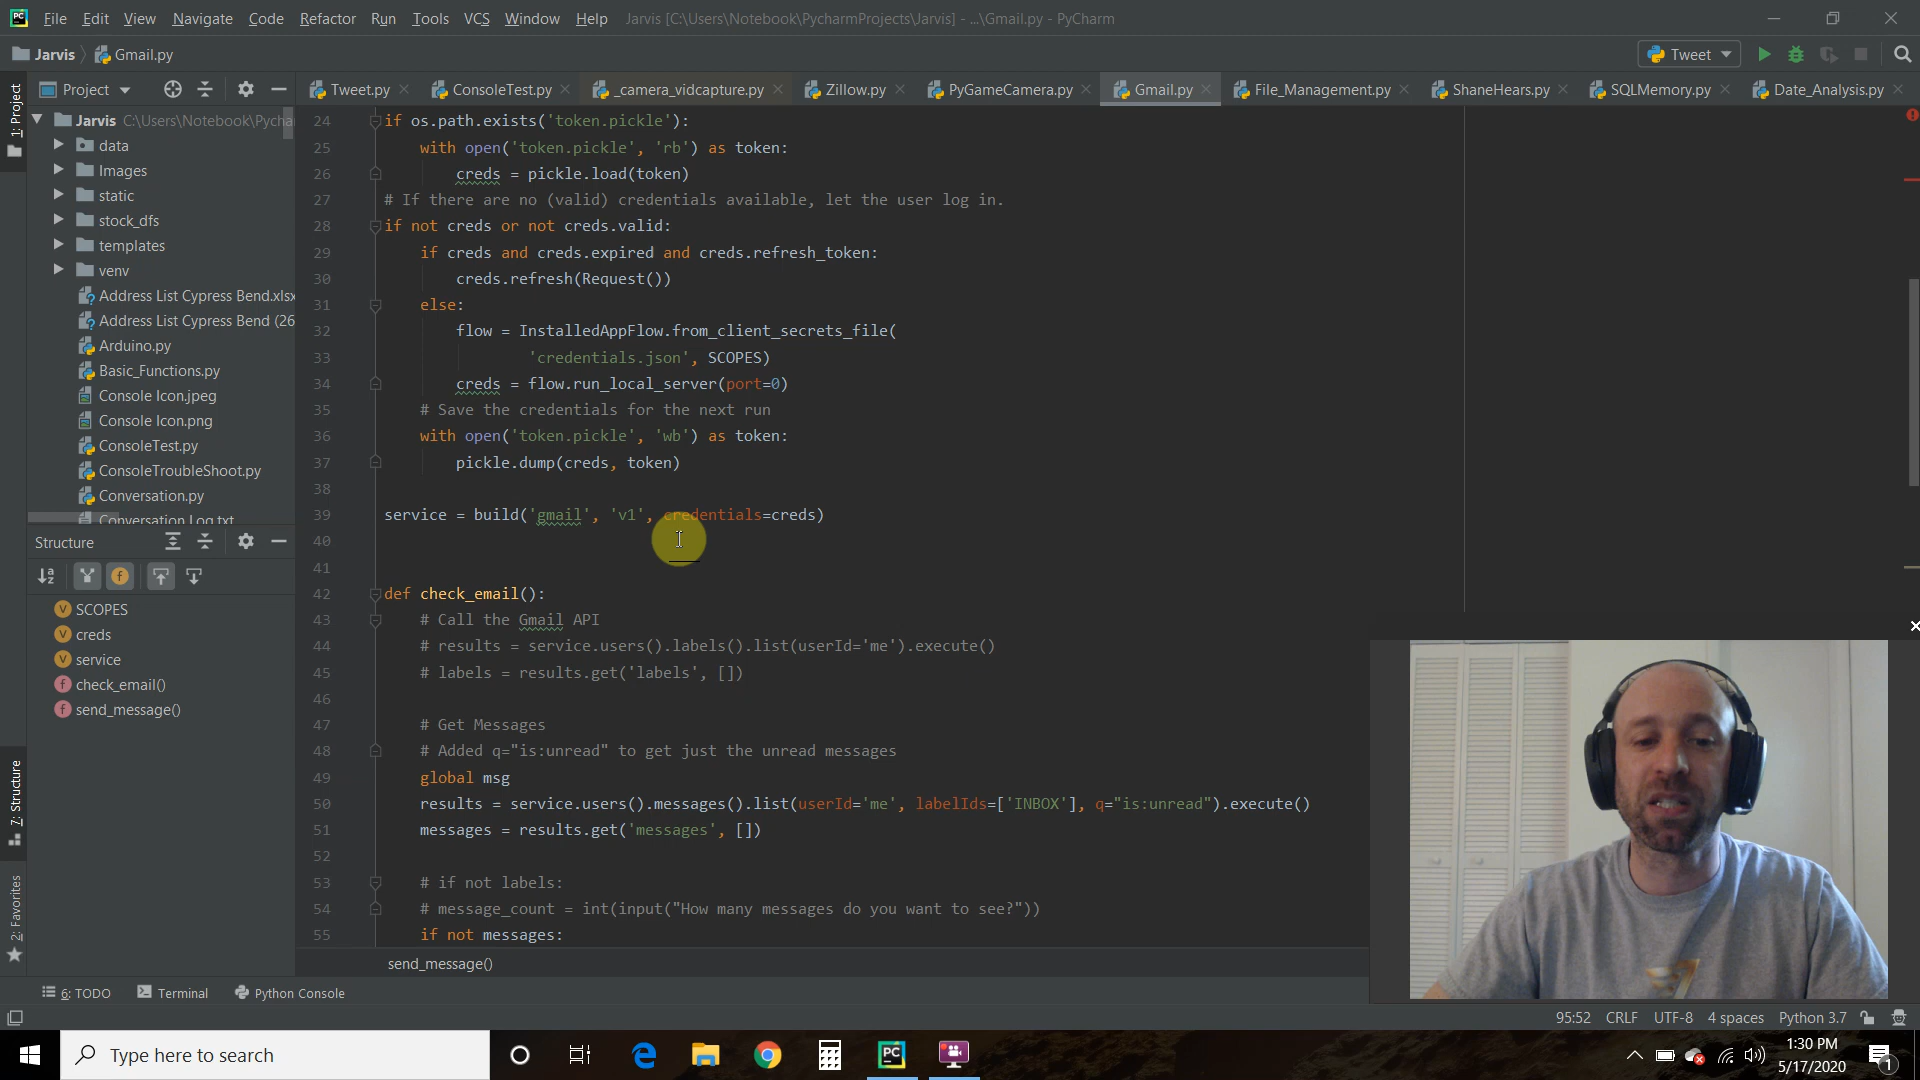 File Edit View Navigate Code Refactor Run Tools VCS Window Help Jarvis [C:\Users\Notebook\PycharmProjects\Jarvis] - ...\Gmail.py - PyCharm
Jarvis Gmail.py Tweet
1: Project
Project
Tweet.py ConsoleTest.py _camera_vidcapture.py Zillow.py PyGameCamera.py Gmail.py File_Management.py ShaneHears.py SQLMemory.py Date_Analysis.py
Jarvis C:\Users\Notebook\Pycha
data
Images
static
stock_dfs
templates
venv
Address List Cypress Bend.xlsx
Address List Cypress Bend (26
Arduino.py
Basic_Functions.py
Console Icon.jpeg
Console Icon.png
ConsoleTest.py
ConsoleTroubleShoot.py
Conversation.py
Conversation Log.txt
Structure
SCOPES
creds
service
check_email()
send_message()
7: Structure
2: Favorites
24 if os.path.exists('token.pickle'):
25 with open('token.pickle', 'rb') as token:
26 creds = pickle.load(token)
27 # If there are no (valid) credentials available, let the user log in.
28 if not creds or not creds.valid:
29 if creds and creds.expired and creds.refresh_token:
30 creds.refresh(Request())
31 else:
32 flow = InstalledAppFlow.from_client_secrets_file(
33 'credentials.json', SCOPES)
34 creds = flow.run_local_server(port=0)
35 # Save the credentials for the next run
36 with open('token.pickle', 'wb') as token:
37 pickle.dump(creds, token)
38
39 service = build('gmail', 'v1', credentials=creds)
40
41
42 def check_email():
43 # Call the Gmail API
44 # results = service.users().labels().list(userId='me').execute()
45 # labels = results.get('labels', [])
46
47 # Get Messages
48 # Added q="is:unread" to get just the unread messages
49 global msg
50 results = service.users().messages().list(userId='me', labelIds=['INBOX'], q="is:unread").execute()
51 messages = results.get('messages', [])
52
53 # if not labels:
54 # message_count = int(input("How many messages do you want to see?"))
55 if not messages:
send_message()
6: TODO Terminal Python Console
95:52 CRLF UTF-8 4 spaces Python 3.7
Type here to search
1:30 PM
5/17/2020
1